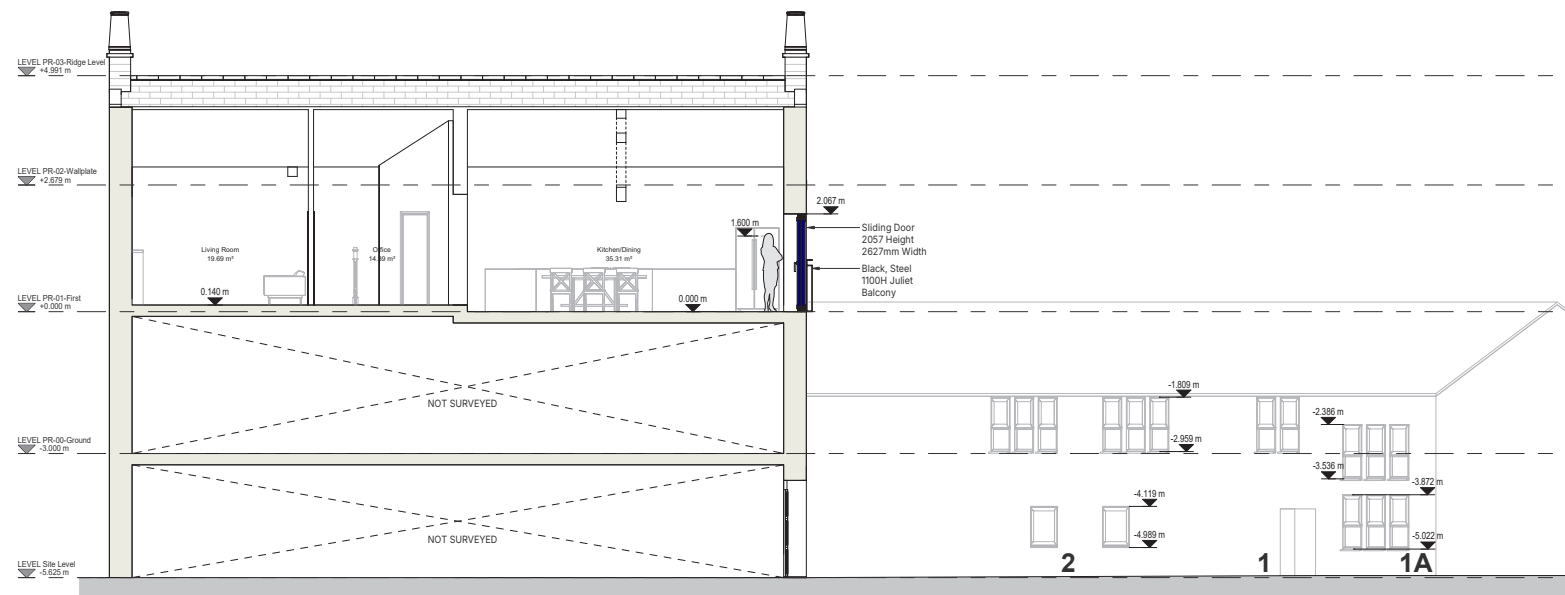 LEVEL PR-03-Ridge Level
+4.991 m
LEVEL PR-02-Wallplate
+2.679 m
2.067 m
Sliding Door
2057 Height
2627mm Width
1.600 m
Living Room
19.69 m²
Office
14.39 m²
Kitchen/Dining
35.31 m²
Black, Steel
1100H Juliet
Balcony
0.140 m
0.000 m
LEVEL PR-01-First
+0.000 m
NOT SURVEYED
-1.809 m
-2.386 m
-2.959 m
LEVEL PR-00-Ground
-3.000 m
-3.536 m
-3.872 m
-4.119 m
-4.989 m
-5.022 m
NOT SURVEYED
2
1
1A
LEVEL Site Level
-5.625 m